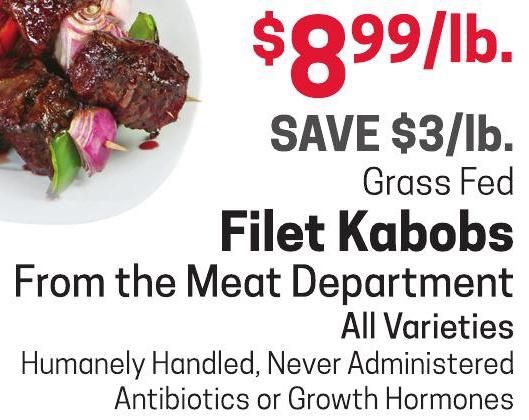 $8.99/lb.
SAVE $3/lb.
Grass Fed
Filet Kabobs
From the Meat Department
All Varieties
Humanely Handled, Never Administered
Antibiotics or Growth Hormones